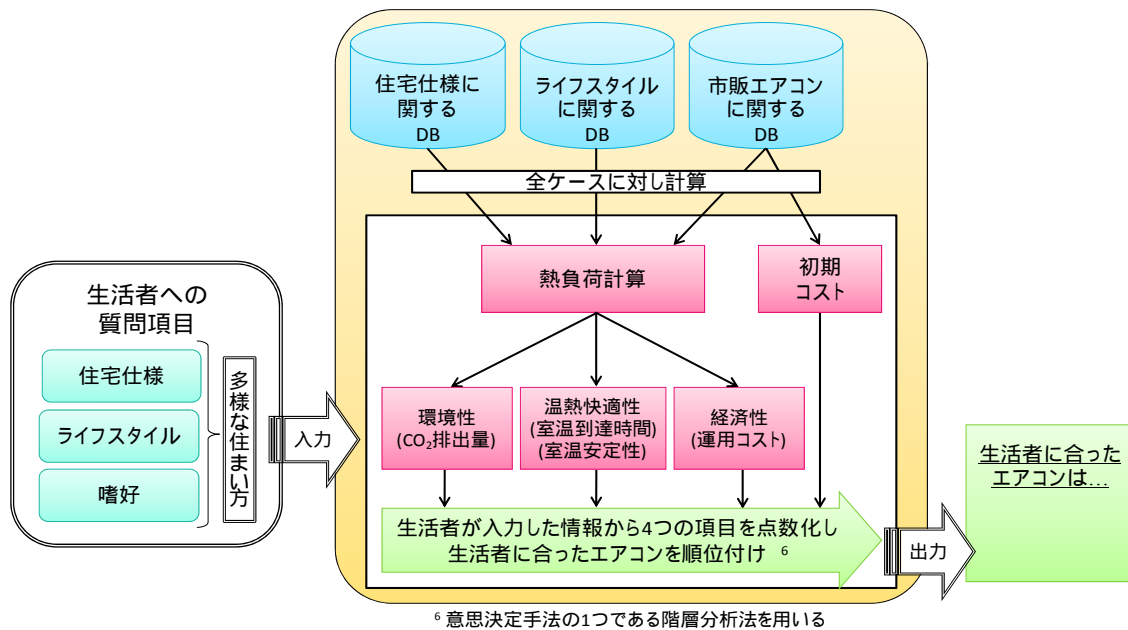 住宅仕様に
関する
DB
ライフスタイル
に関する
DB
市販エアコン
に関する
DB
全ケースに対し計算
熱負荷計算
初期
コスト
生活者への
質問項目
住宅仕様
ライフスタイル
嗜好
多様な住まい方
入力
環境性
(CO₂排出量)
温熱快適性
(室温到達時間)
(室温安定性)
経済性
(運用コスト)
生活者が入力した情報から4つの項目を点数化し
生活者に合ったエアコンを順位付け 6
出力
生活者に合った
エアコンは…
6 意思決定手法の1つである階層分析法を用いる